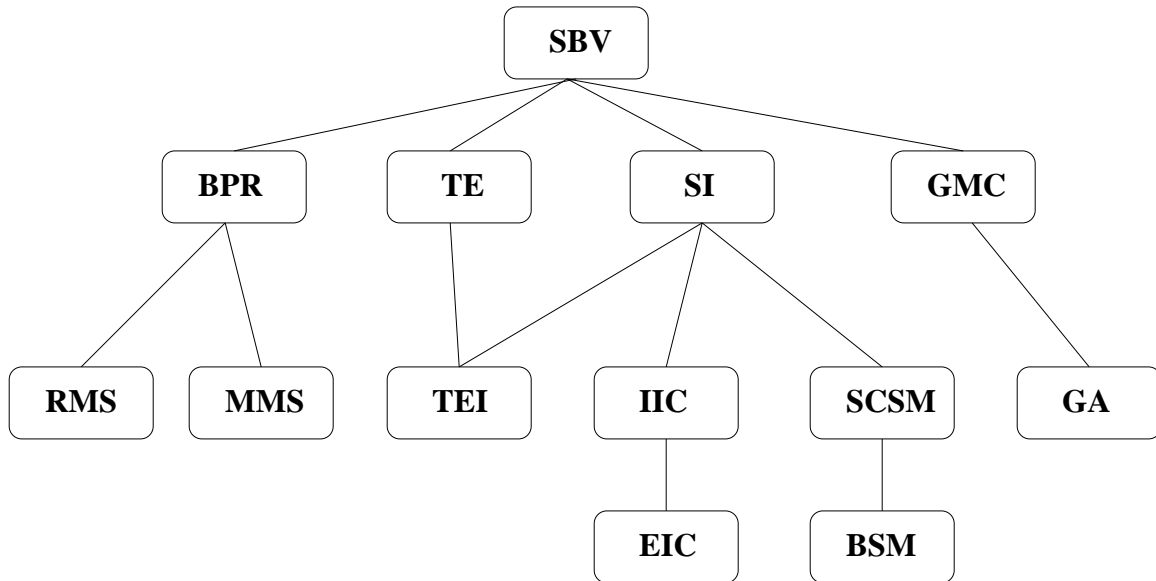 SBV
BPR
TE
SI
GMC
RMS
MMS
TEI
IIC
SCSM
GA
EIC
BSM